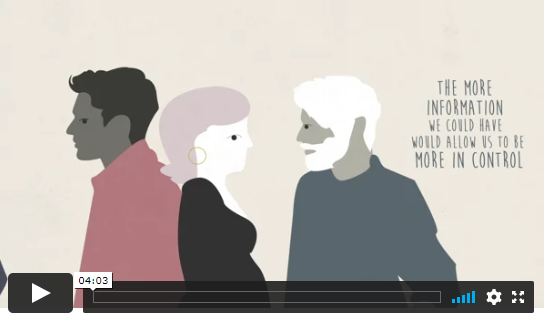 THE MORE
INFORMATION
WE COULD HAVE
WOULD ALLOW US TO BE
MORE IN CONTROL
04:03